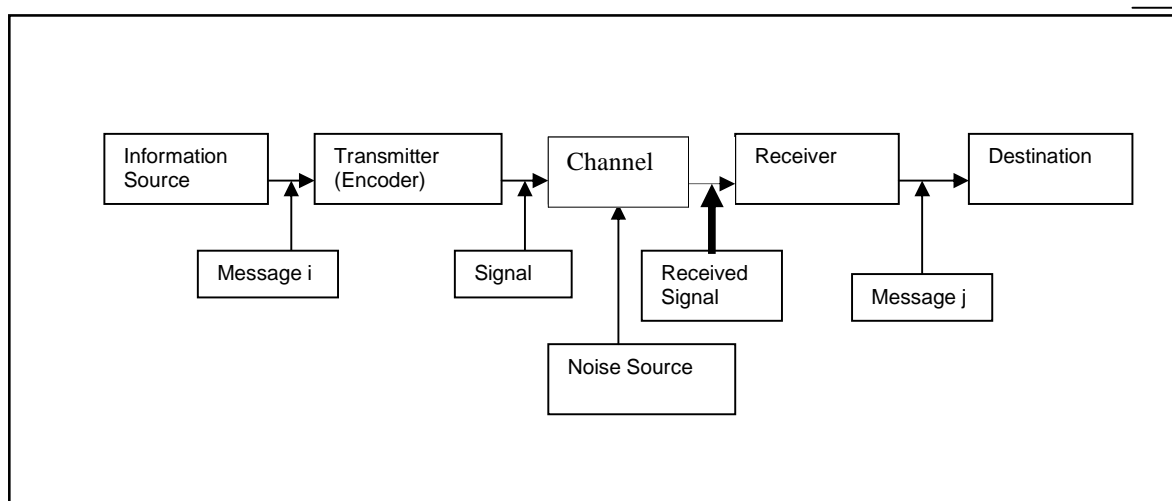 Information
Source
Transmitter
(Encoder)
Channel
Receiver
Destination
Message i
Signal
Received
Signal
Message j
Noise Source